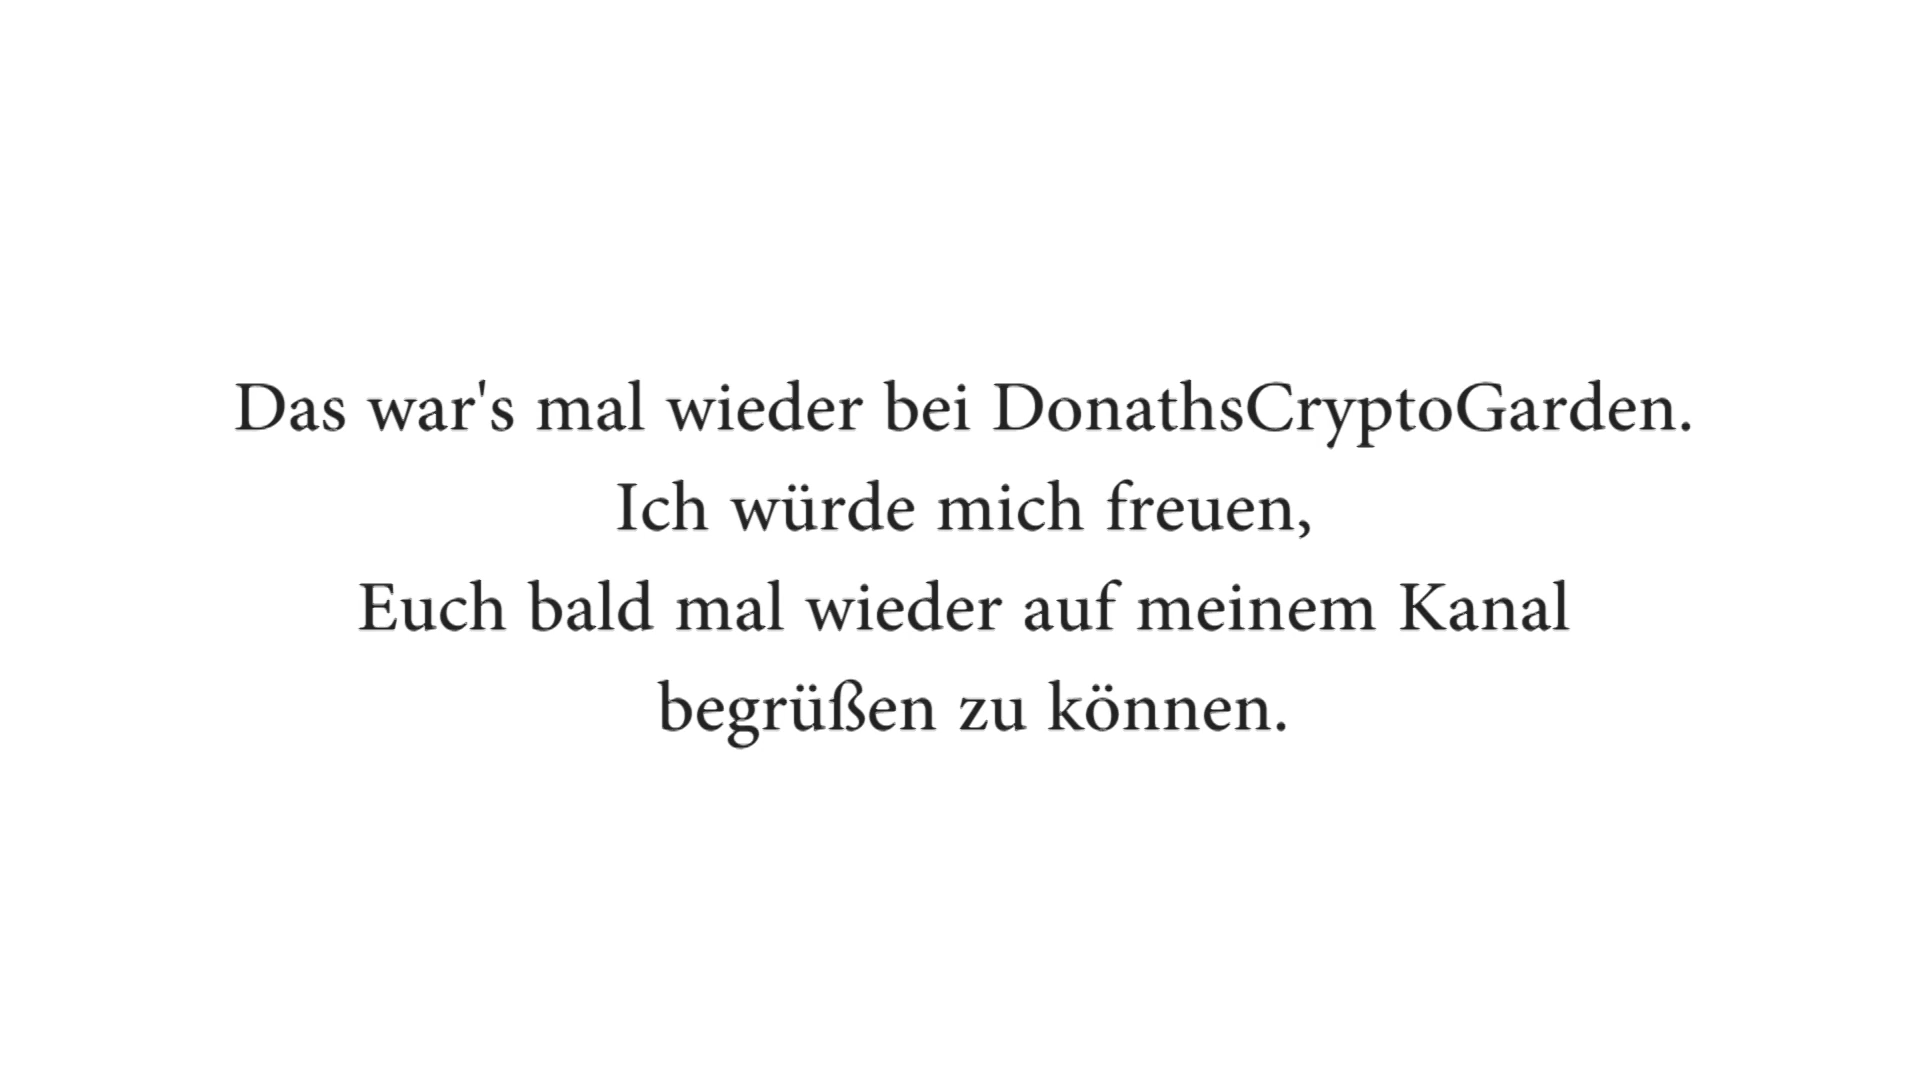 Das war's mal wieder bei DonathsCryptoGarden.
Ich würde mich freuen,
Euch bald mal wieder auf meinem Kanal
begrüßen zu können.